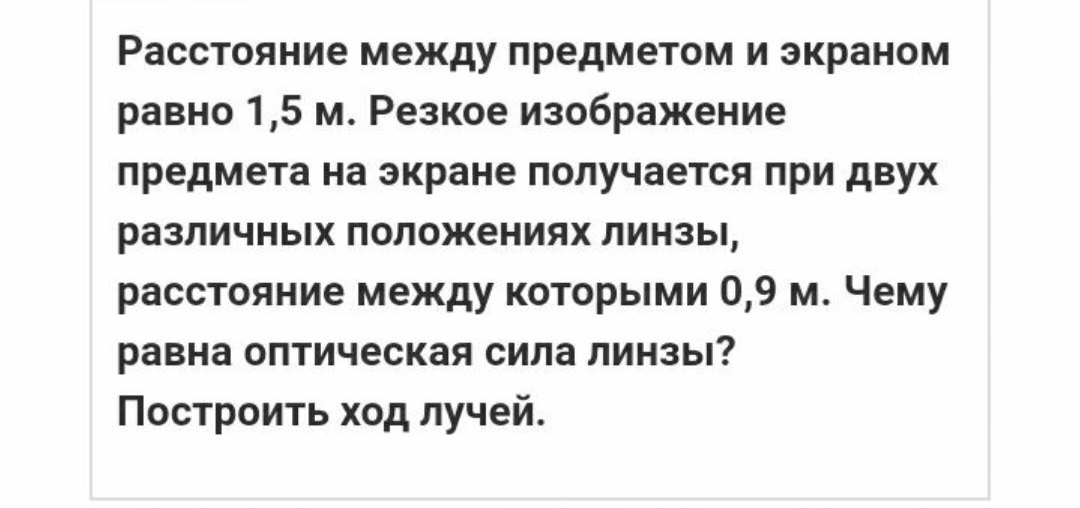 Расстояние между предметом и экраном
равно 1,5 м. Резкое изображение
предмета на экране получается при двух
различных положениях линзы,
расстояние между которыми 0,9 м. Чему
равна оптическая сила линзы?
Построить ход лучей.